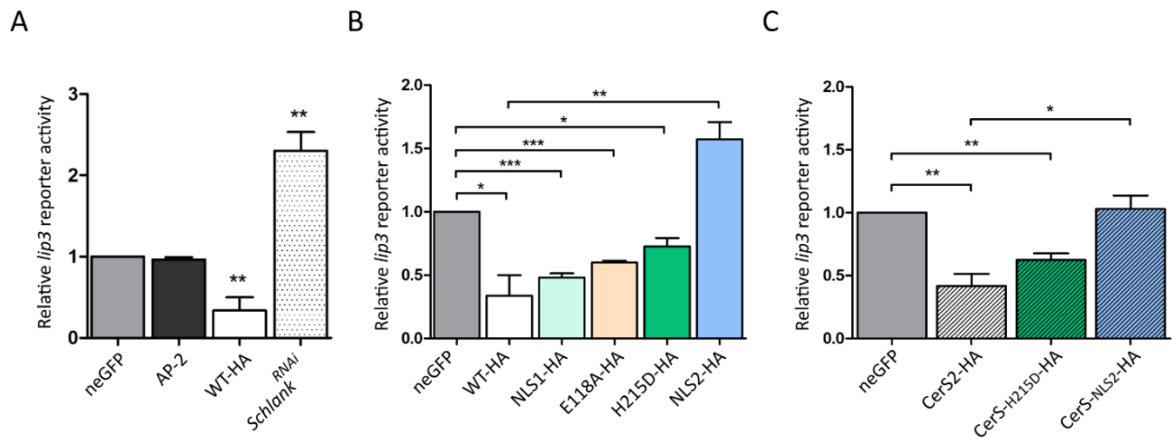 A
Relative lip3 reporter activity
3
2
1
0
**
**
neGFP
AP-2
WT-HA
RNAi
Schlank
B
Relative lip3 reporter activity
2.0
1.5
1.0
0.5
0.0
**
*
***
***
*
neGFP
WT-HA
NLS1-HA
E118A-HA
H215D-HA
NLS2-HA
C
Relative lip3 reporter activity
2.0
1.5
1.0
0.5
0.0
*
**
**
neGFP
CerS2-HA
CerS-H215D-HA
CerS-NLS2-HA